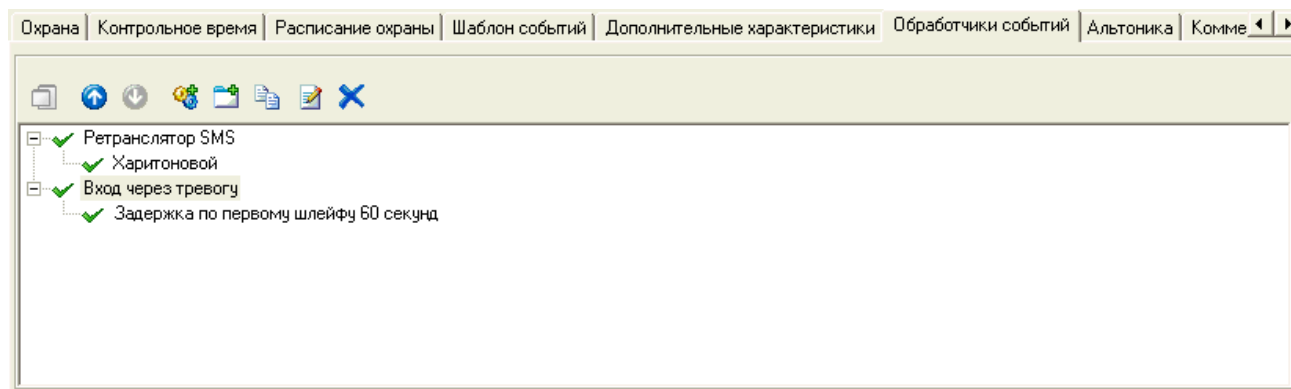 Охрана Контрольное время Расписание охраны Шаблон событий Дополнительные характеристики Обработчики событий Альтоника Комме
Ретранслятор SMS
Харитоновой
Вход через тревогу
Задержка по первому шлейфу 60 секунд